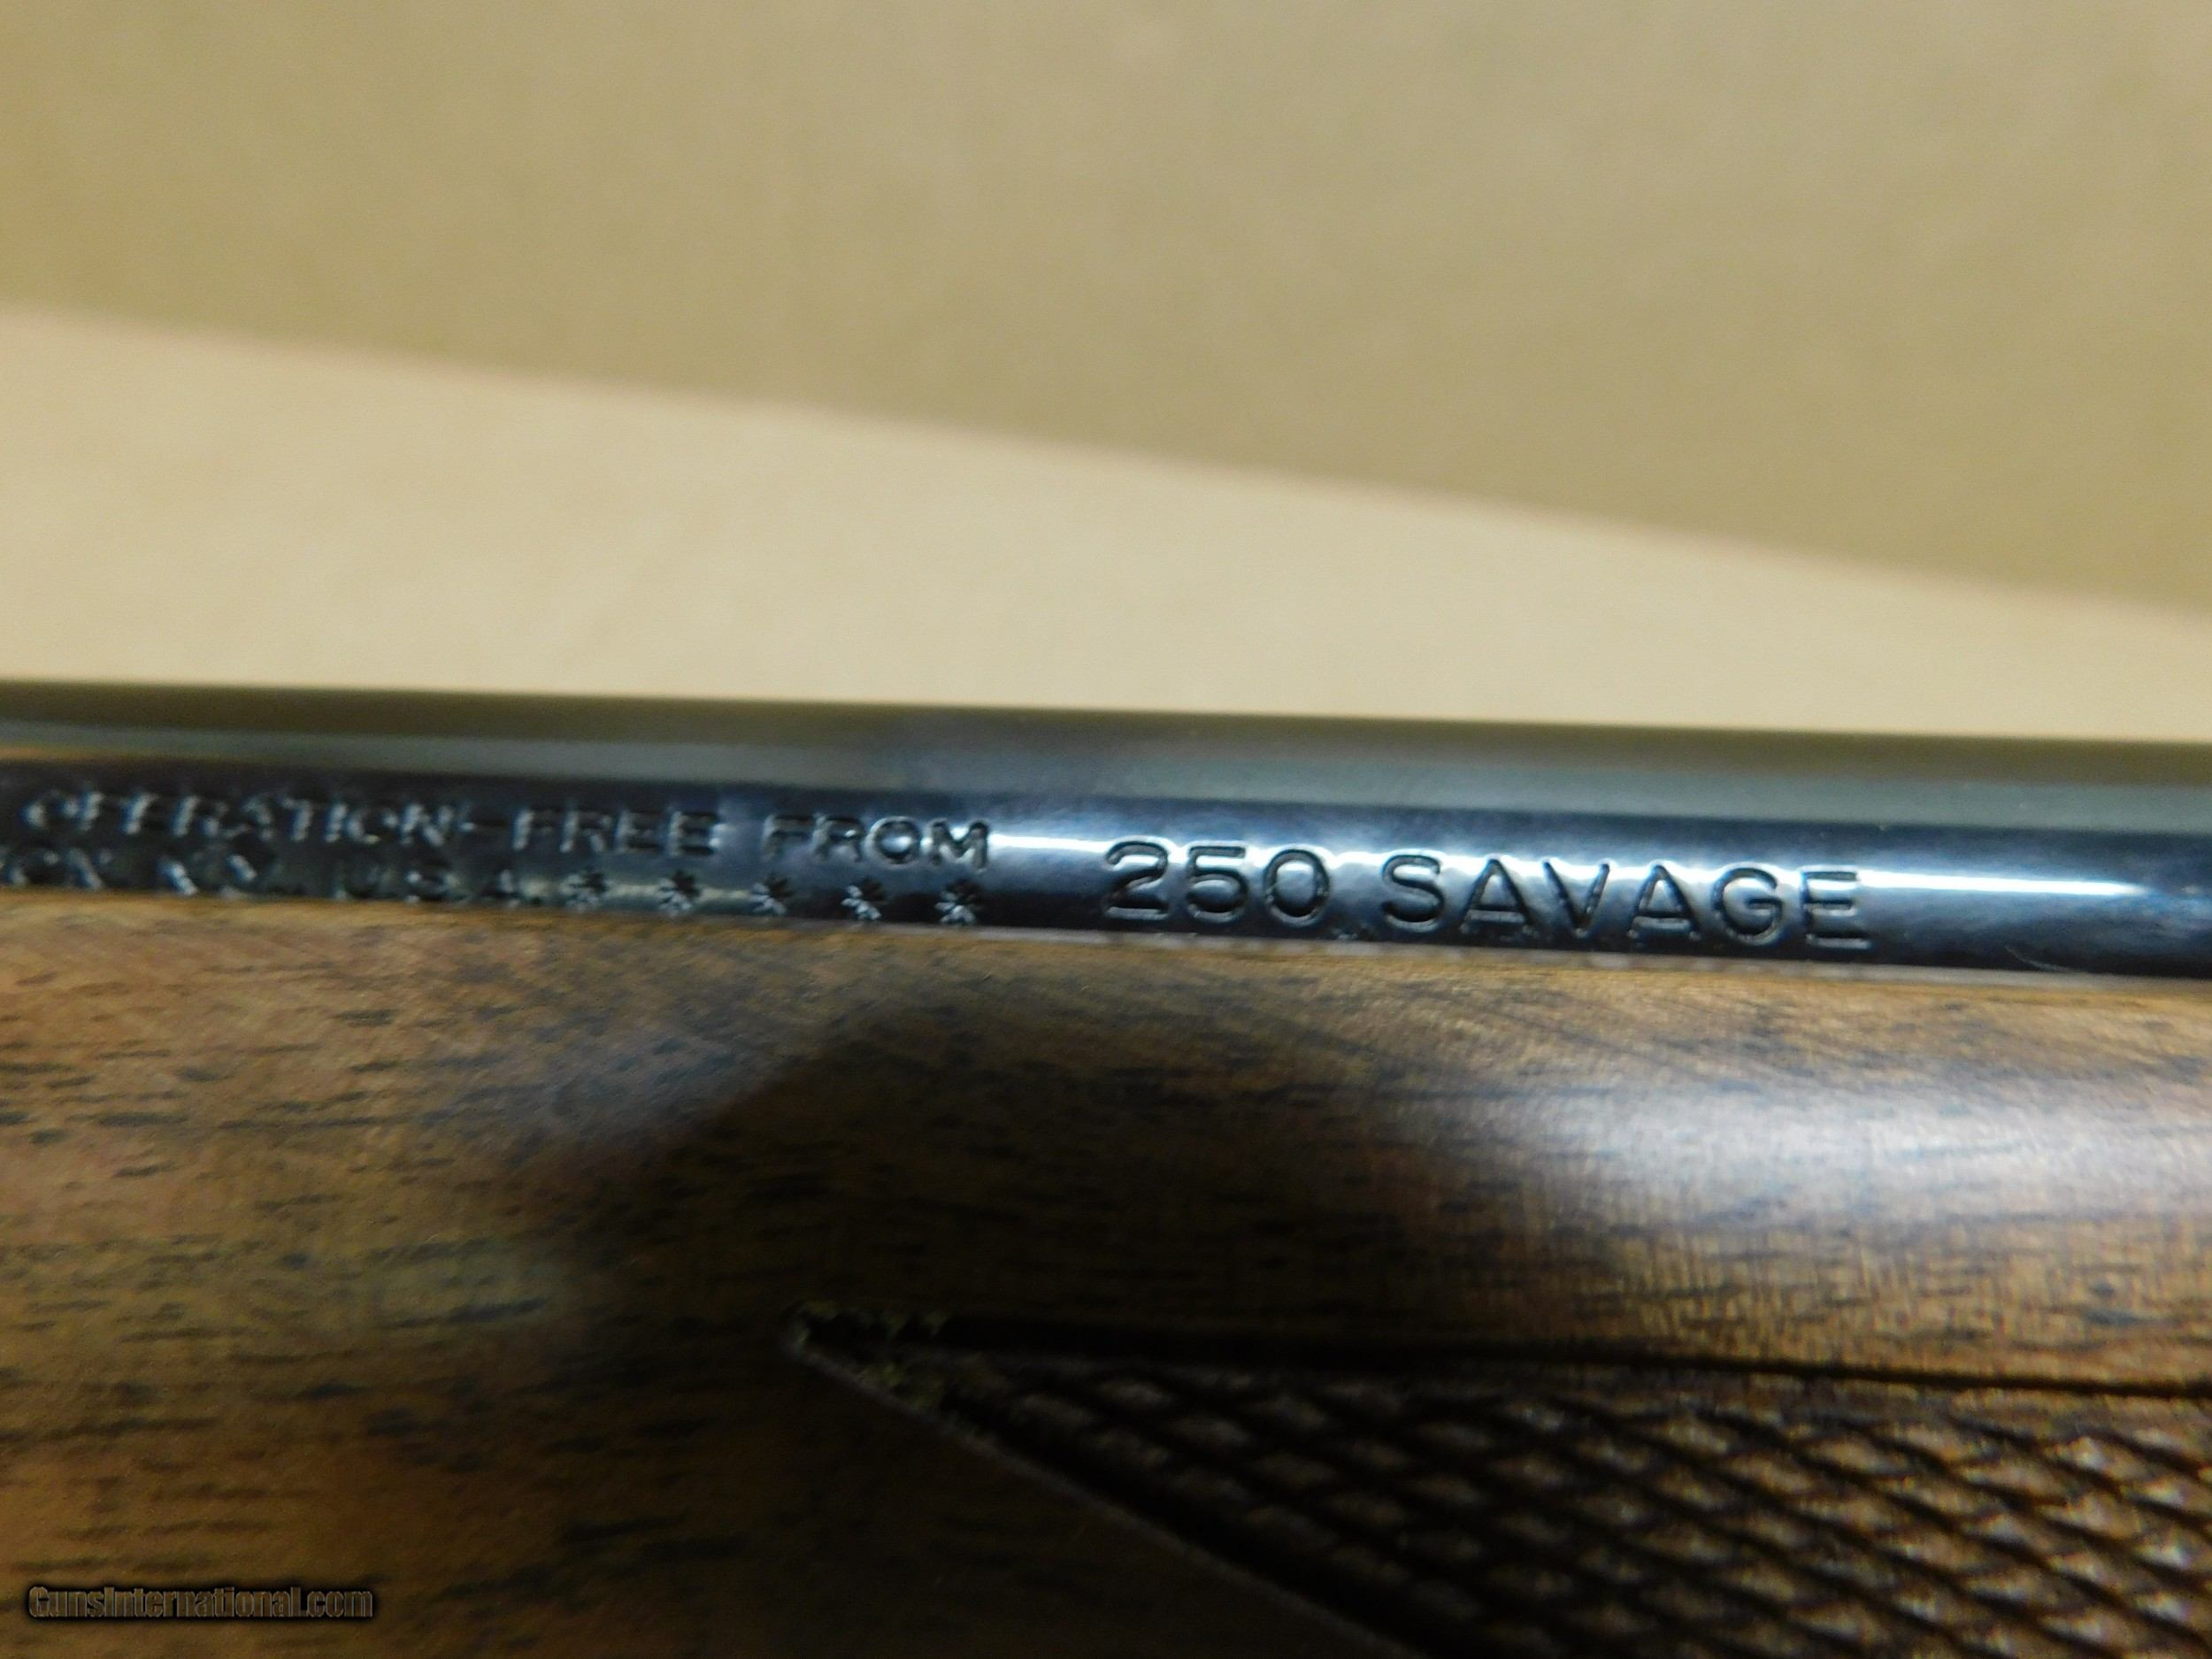 OPERATION-FREE FROM
N.Y., U.S.A. * * * * *
250 SAVAGE
GunsInternational.com